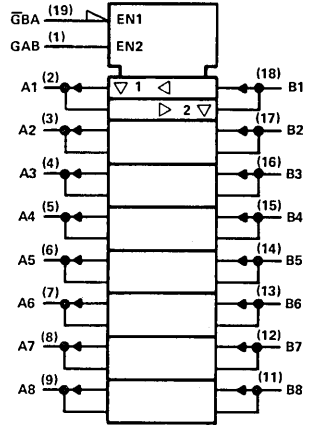 G̅BA (19) EN1
GAB (1) EN2
A1 (2) ▽ 1 ◁ (18) B1
▷ 2 ▽
A2 (3) (17) B2
A3 (4) (16) B3
A4 (5) (15) B4
A5 (6) (14) B5
A6 (7) (13) B6
A7 (8) (12) B7
A8 (9) (11) B8